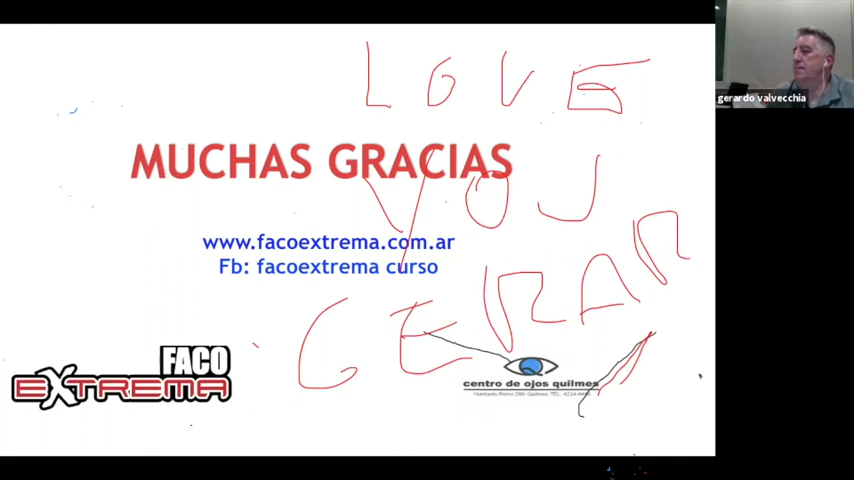 LOVE
MUCHAS GRACIAS
YOU
www.facoextrema.com.ar
Fb: facoextrema curso
GERAR
FACO
EXTREMA
centro de ojos quilmes
gerardo valvecchia